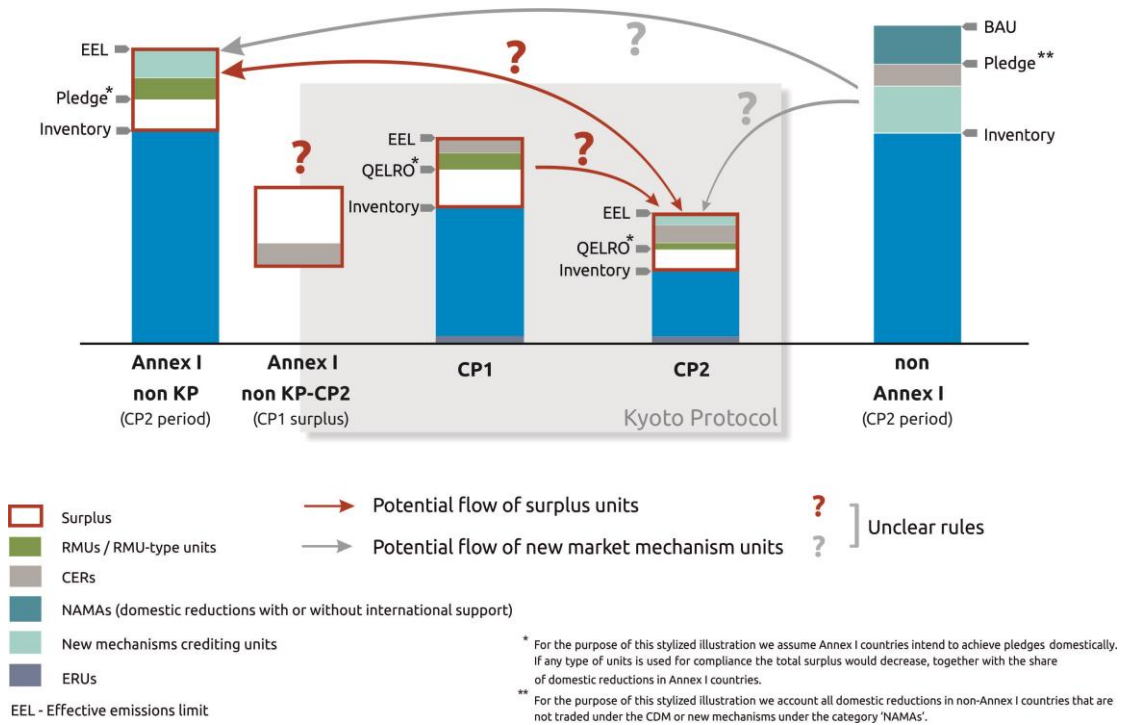 BAU
EEL
?
?
Pledge**
Pledge*
?
Inventory
Inventory
?
EEL
?
QELRO*
Inventory
EEL
QELRO*
Inventory
Annex I
non KP
(CP2 period)
Annex I
non KP-CP2
(CP1 surplus)
CP1
CP2
non
Annex I
(CP2 period)
Kyoto Protocol
Surplus
RMUs / RMU-type units
CERs
NAMAs (domestic reductions with or without international support)
New mechanisms crediting units
ERUs
EEL - Effective emissions limit
Potential flow of surplus units
?
Potential flow of new market mechanism units
?
Unclear rules
* For the purpose of this stylized illustration we assume Annex I countries intend to achieve pledges domestically.
If any type of units is used for compliance the total surplus would decrease, together with the share
of domestic reductions in Annex I countries.
** For the purpose of this stylized illustration we account all domestic reductions in non-Annex I countries that are
not traded under the CDM or new mechanisms under the category ‘NAMAs’.